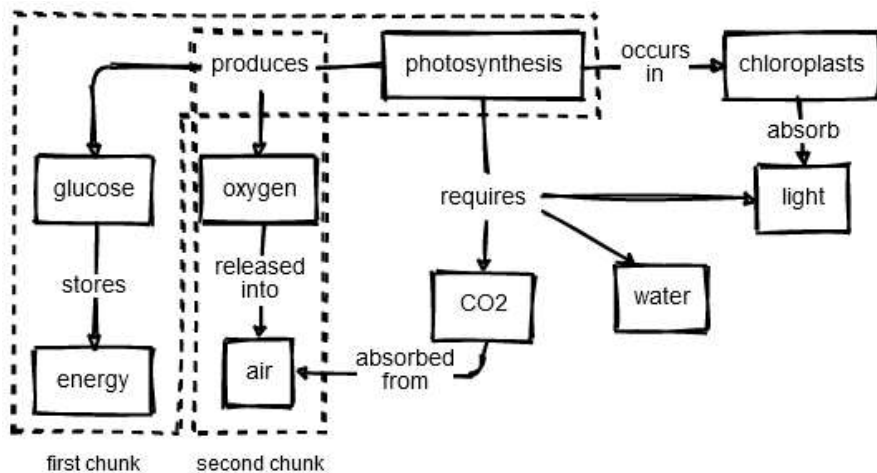 produces
photosynthesis
occurs
in
chloroplasts
absorb
glucose
oxygen
requires
light
stores
released
into
CO2
water
energy
air
absorbed
from
first chunk
second chunk